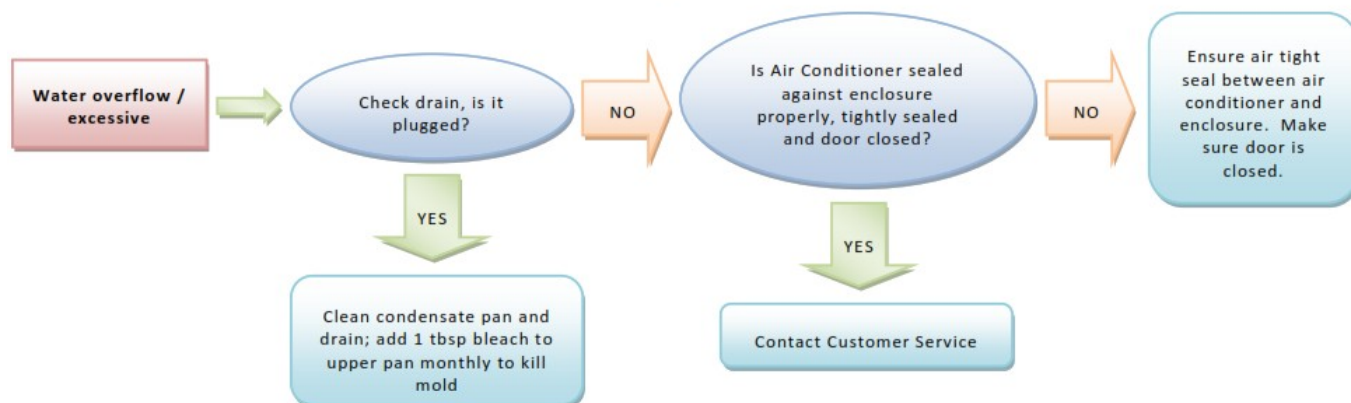 Water overflow /
excessive
Check drain, is it
plugged?
NO
Is Air Conditioner sealed
against enclosure
properly, tightly sealed
and door closed?
NO
Ensure air tight
seal between air
conditioner and
enclosure. Make
sure door is
closed.
YES
Clean condensate pan and
drain; add 1 tbsp bleach to
upper pan monthly to kill
mold
YES
Contact Customer Service